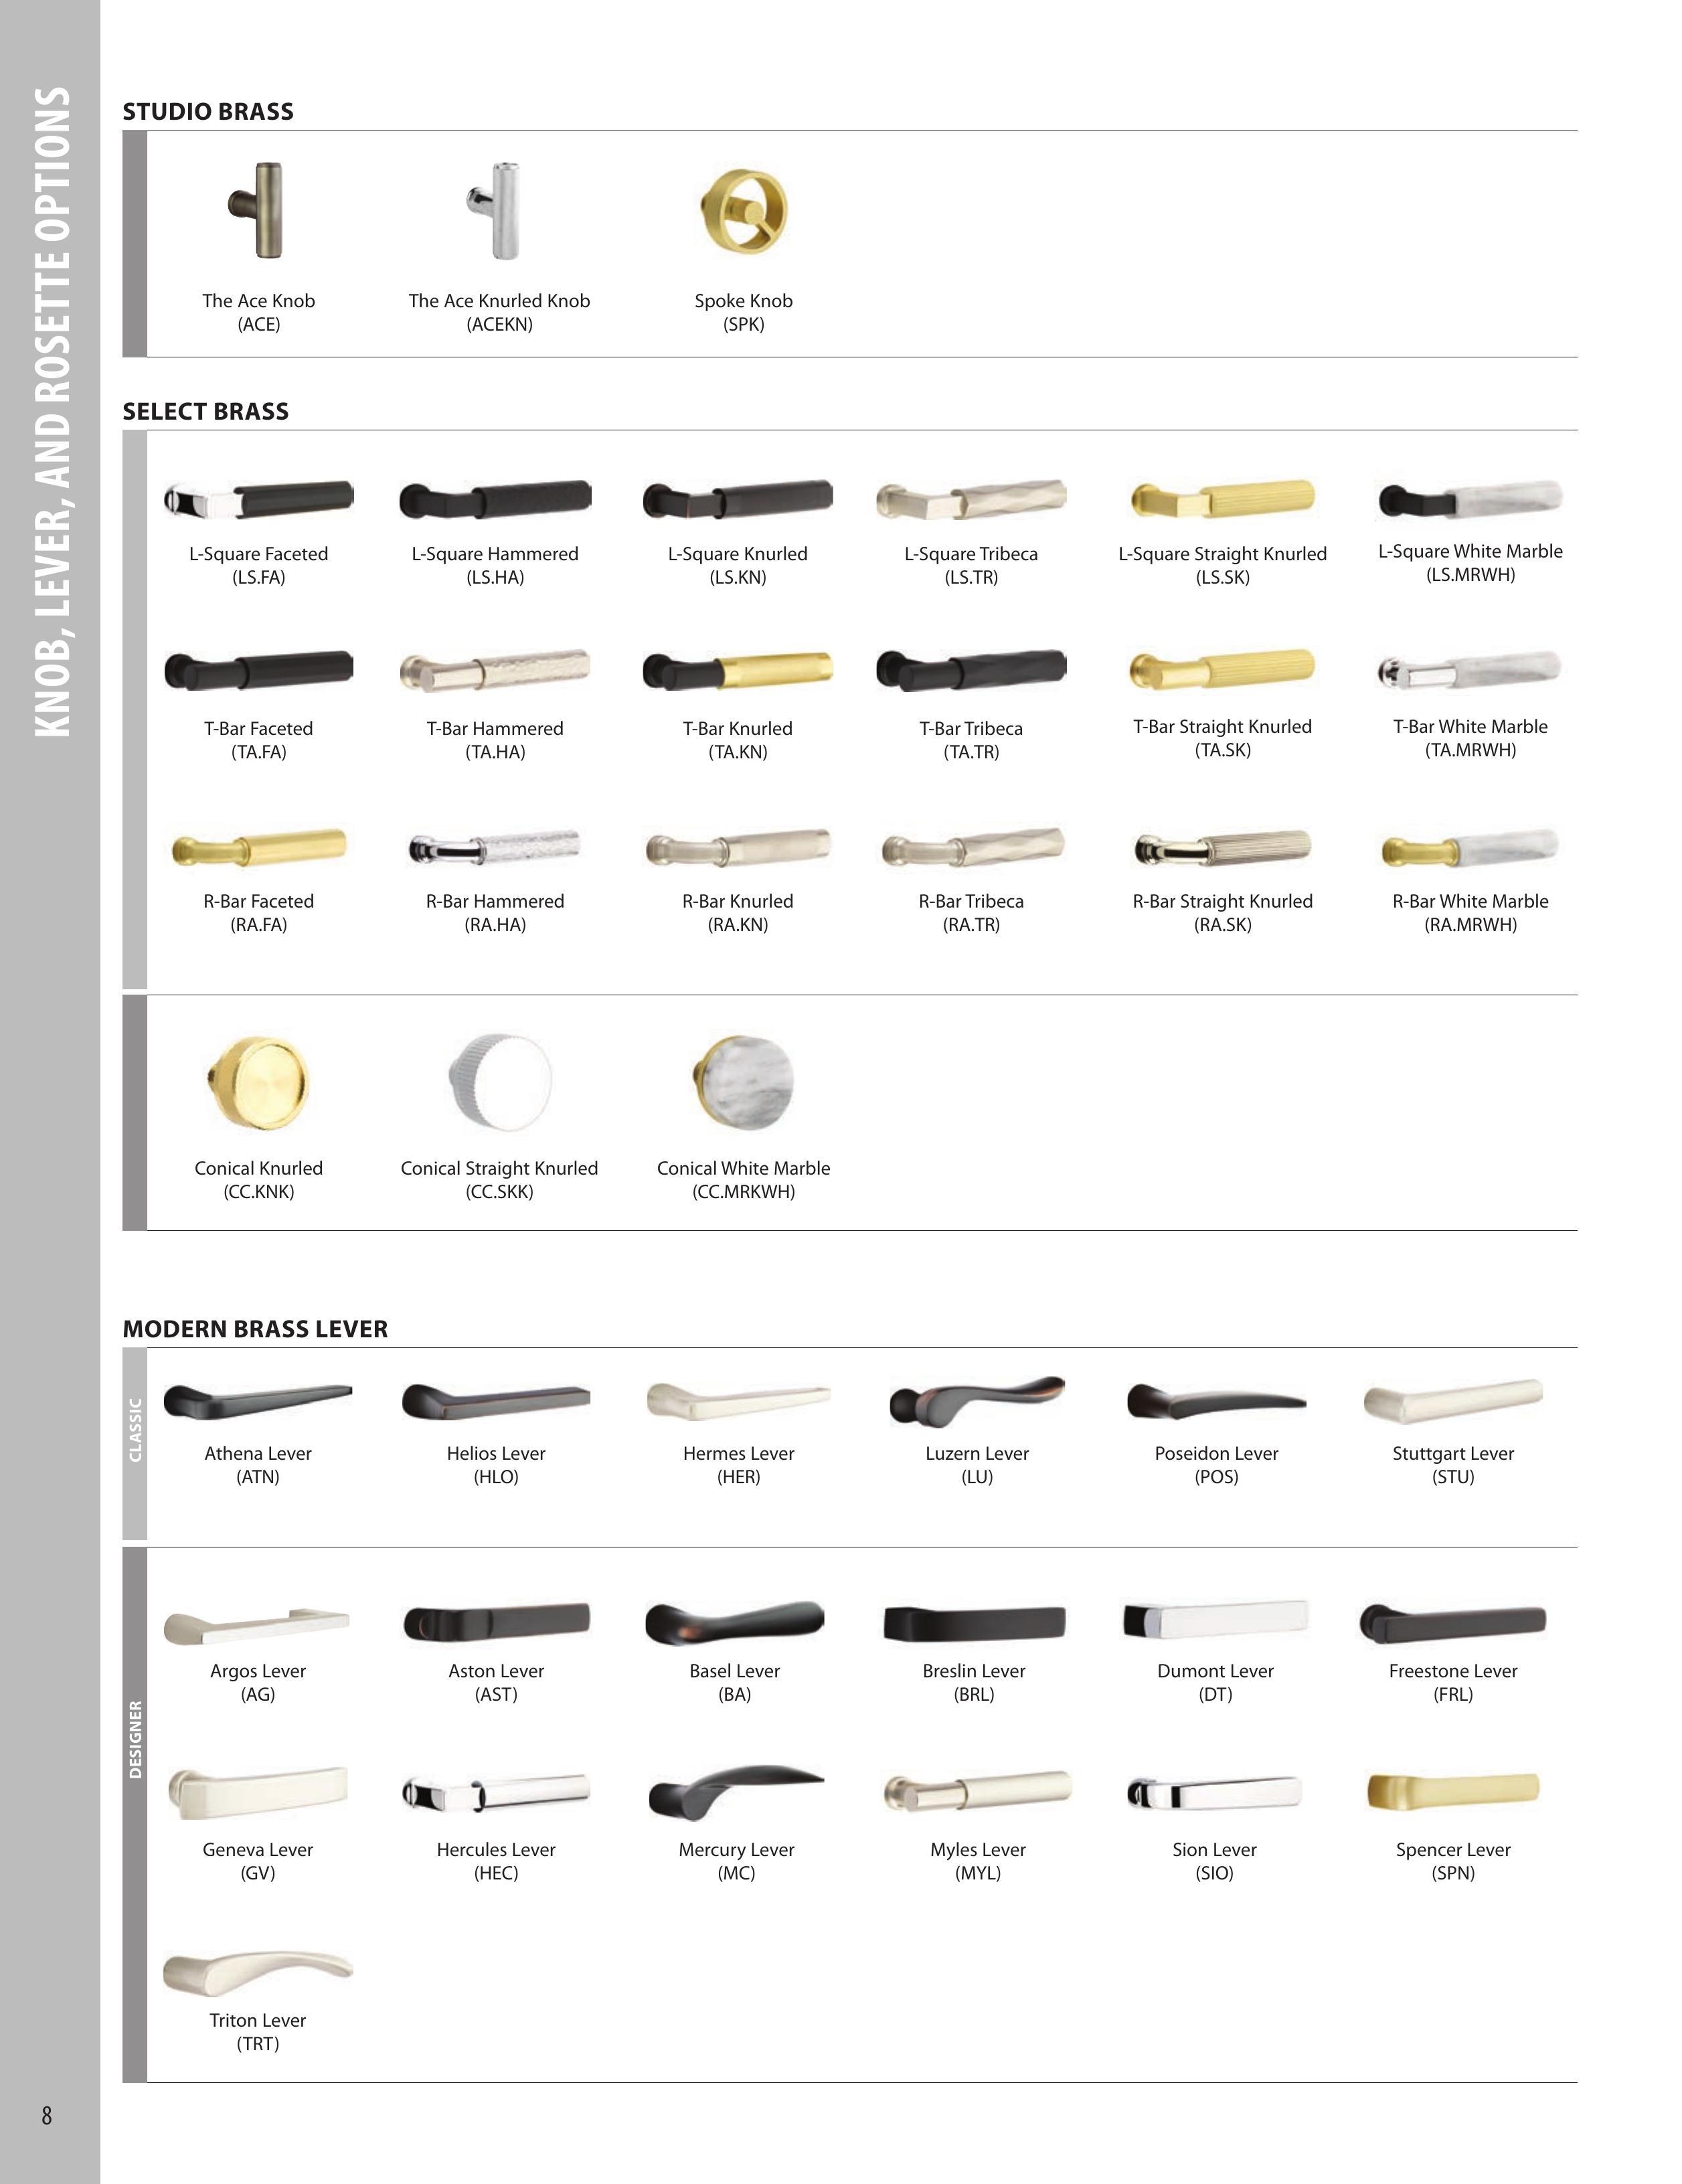 KNOB, LEVER, AND ROSETTE OPTIONS
STUDIO BRASS
The Ace Knob
(ACE)
The Ace Knurled Knob
(ACEKN)
Spoke Knob
(SPK)
SELECT BRASS
L-Square Faceted
(LS.FA)
L-Square Hammered
(LS.HA)
L-Square Knurled
(LS.KN)
L-Square Tribeca
(LS.TR)
L-Square Straight Knurled
(LS.SK)
L-Square White Marble
(LS.MRWH)
T-Bar Faceted
(TA.FA)
T-Bar Hammered
(TA.HA)
T-Bar Knurled
(TA.KN)
T-Bar Tribeca
(TA.TR)
T-Bar Straight Knurled
(TA.SK)
T-Bar White Marble
(TA.MRWH)
R-Bar Faceted
(RA.FA)
R-Bar Hammered
(RA.HA)
R-Bar Knurled
(RA.KN)
R-Bar Tribeca
(RA.TR)
R-Bar Straight Knurled
(RA.SK)
R-Bar White Marble
(RA.MRWH)
Conical Knurled
(CC.KNK)
Conical Straight Knurled
(CC.SKK)
Conical White Marble
(CC.MRKWH)
MODERN BRASS LEVER
CLASSIC
Athena Lever
(ATN)
Helios Lever
(HLO)
Hermes Lever
(HER)
Luzern Lever
(LU)
Poseidon Lever
(POS)
Stuttgart Lever
(STU)
DESIGNER
Argos Lever
(AG)
Aston Lever
(AST)
Basel Lever
(BA)
Breslin Lever
(BRL)
Dumont Lever
(DT)
Freestone Lever
(FRL)
Geneva Lever
(GV)
Hercules Lever
(HEC)
Mercury Lever
(MC)
Myles Lever
(MYL)
Sion Lever
(SIO)
Spencer Lever
(SPN)
Triton Lever
(TRT)
8